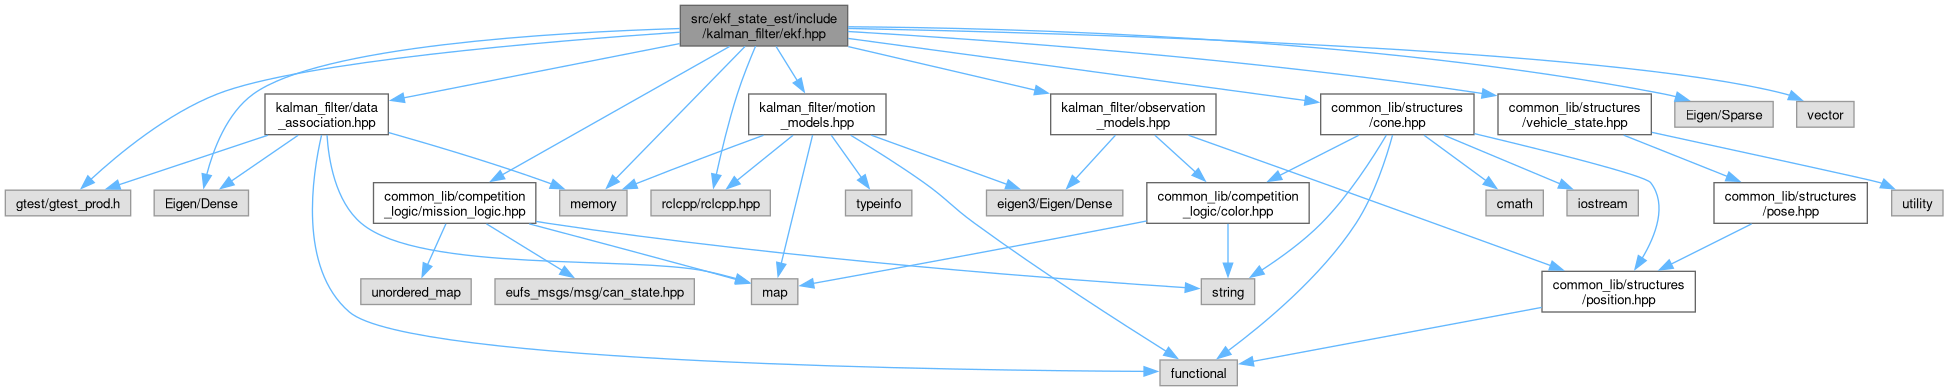 src/ekf_state_est/include
/kalman_filter/ekf.hpp
kalman_filter/data
_association.hpp
kalman_filter/motion
_models.hpp
kalman_filter/observation
_models.hpp
common_lib/structures
/cone.hpp
common_lib/structures
/vehicle_state.hpp
Eigen/Sparse
vector
gtest/gtest_prod.h
Eigen/Dense
common_lib/competition
_logic/mission_logic.hpp
memory
rclcpp/rclcpp.hpp
typeinfo
eigen3/Eigen/Dense
common_lib/competition
_logic/color.hpp
cmath
iostream
common_lib/structures
/pose.hpp
utility
unordered_map
eufs_msgs/msg/can_state.hpp
map
string
common_lib/structures
/position.hpp
functional